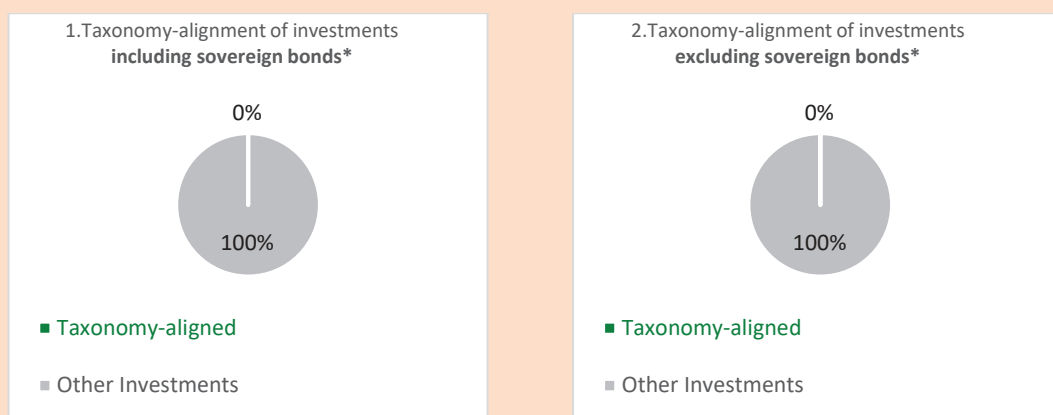 1.Taxonomy-alignment of investments
including sovereign bonds*
0%
100%
Taxonomy-aligned
Other Investments
2.Taxonomy-alignment of investments
excluding sovereign bonds*
0%
100%
Taxonomy-aligned
Other Investments